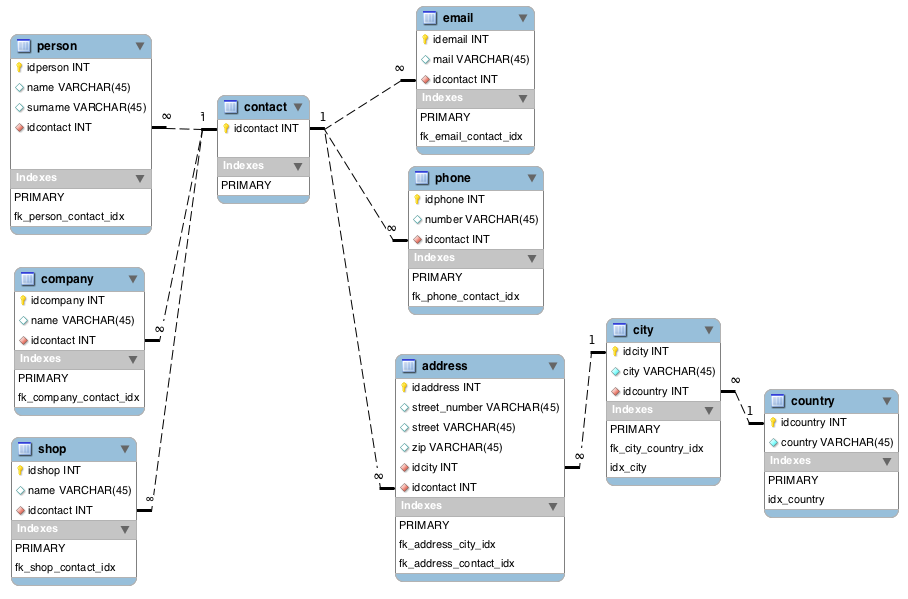 person
idperson INT
name VARCHAR(45)
surname VARCHAR(45)
idcontact INT
Indexes
PRIMARY
fk_person_contact_idx
∞
1
contact
idcontact INT
Indexes
PRIMARY
1
∞
email
idemail INT
mail VARCHAR(45)
idcontact INT
Indexes
PRIMARY
fk_email_contact_idx
∞
phone
idphone INT
number VARCHAR(45)
idcontact INT
Indexes
PRIMARY
fk_phone_contact_idx
company
idcompany INT
name VARCHAR(45)
idcontact INT
Indexes
PRIMARY
fk_company_contact_idx
∞
shop
idshop INT
name VARCHAR(45)
idcontact INT
Indexes
PRIMARY
fk_shop_contact_idx
∞
∞
address
idaddress INT
street_number VARCHAR(45)
street VARCHAR(45)
zip VARCHAR(45)
idcity INT
idcontact INT
Indexes
PRIMARY
fk_address_city_idx
fk_address_contact_idx
∞
1
city
idcity INT
city VARCHAR(45)
idcountry INT
Indexes
PRIMARY
fk_city_country_idx
idx_city
∞
1
country
idcountry INT
country VARCHAR(45)
Indexes
PRIMARY
idx_country